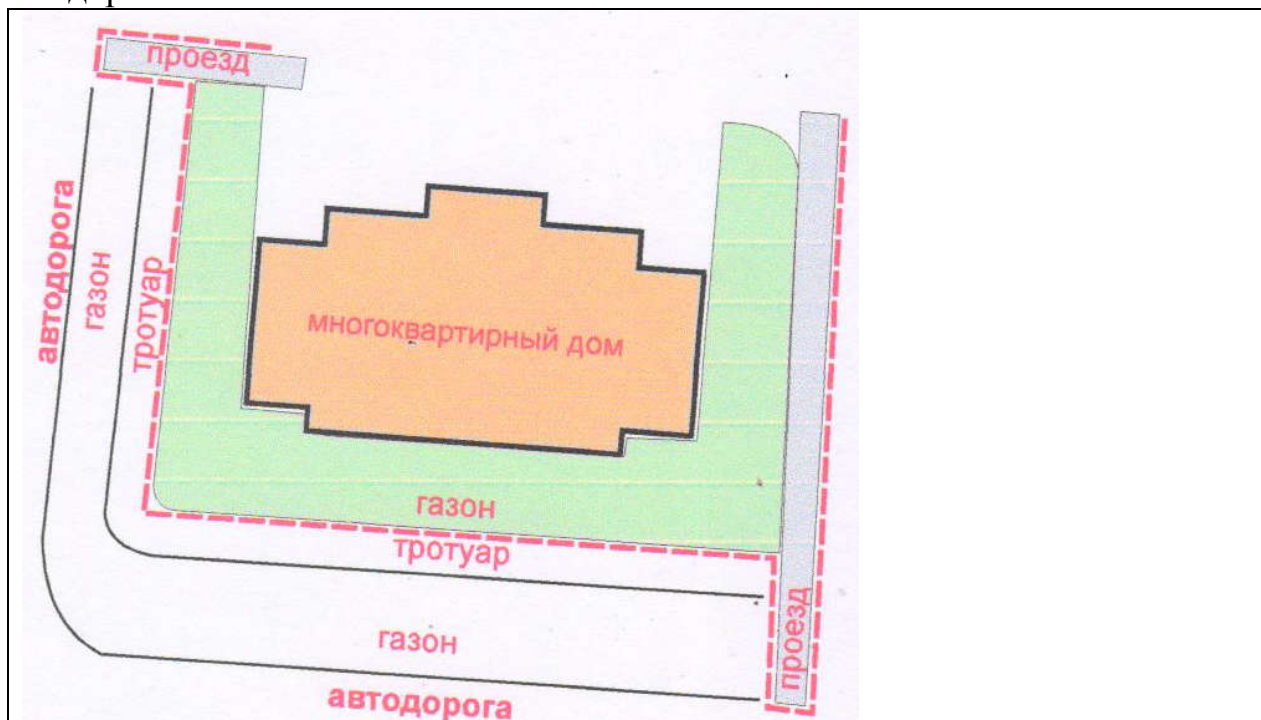 проезд
автодорога
газон
тротуар
многоквартирный дом
газон
тротуар
газон
проезд
автодорога